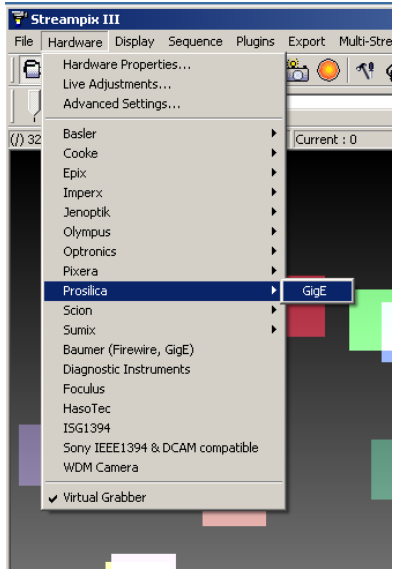 Streampix III
File Hardware Display Sequence Plugins Export Multi-Stre
Hardware Properties...
Live Adjustments...
Advanced Settings...
(/) 32
Current : 0
Basler
Cooke
Epix
Imperx
Jenoptik
Olympus
Optronics
Pixera
Prosilica
GigE
Scion
Sumix
Baumer (Firewire, GigE)
Diagnostic Instruments
Foculus
HasoTec
ISG1394
Sony IEEE1394 & DCAM compatible
WDM Camera
Virtual Grabber